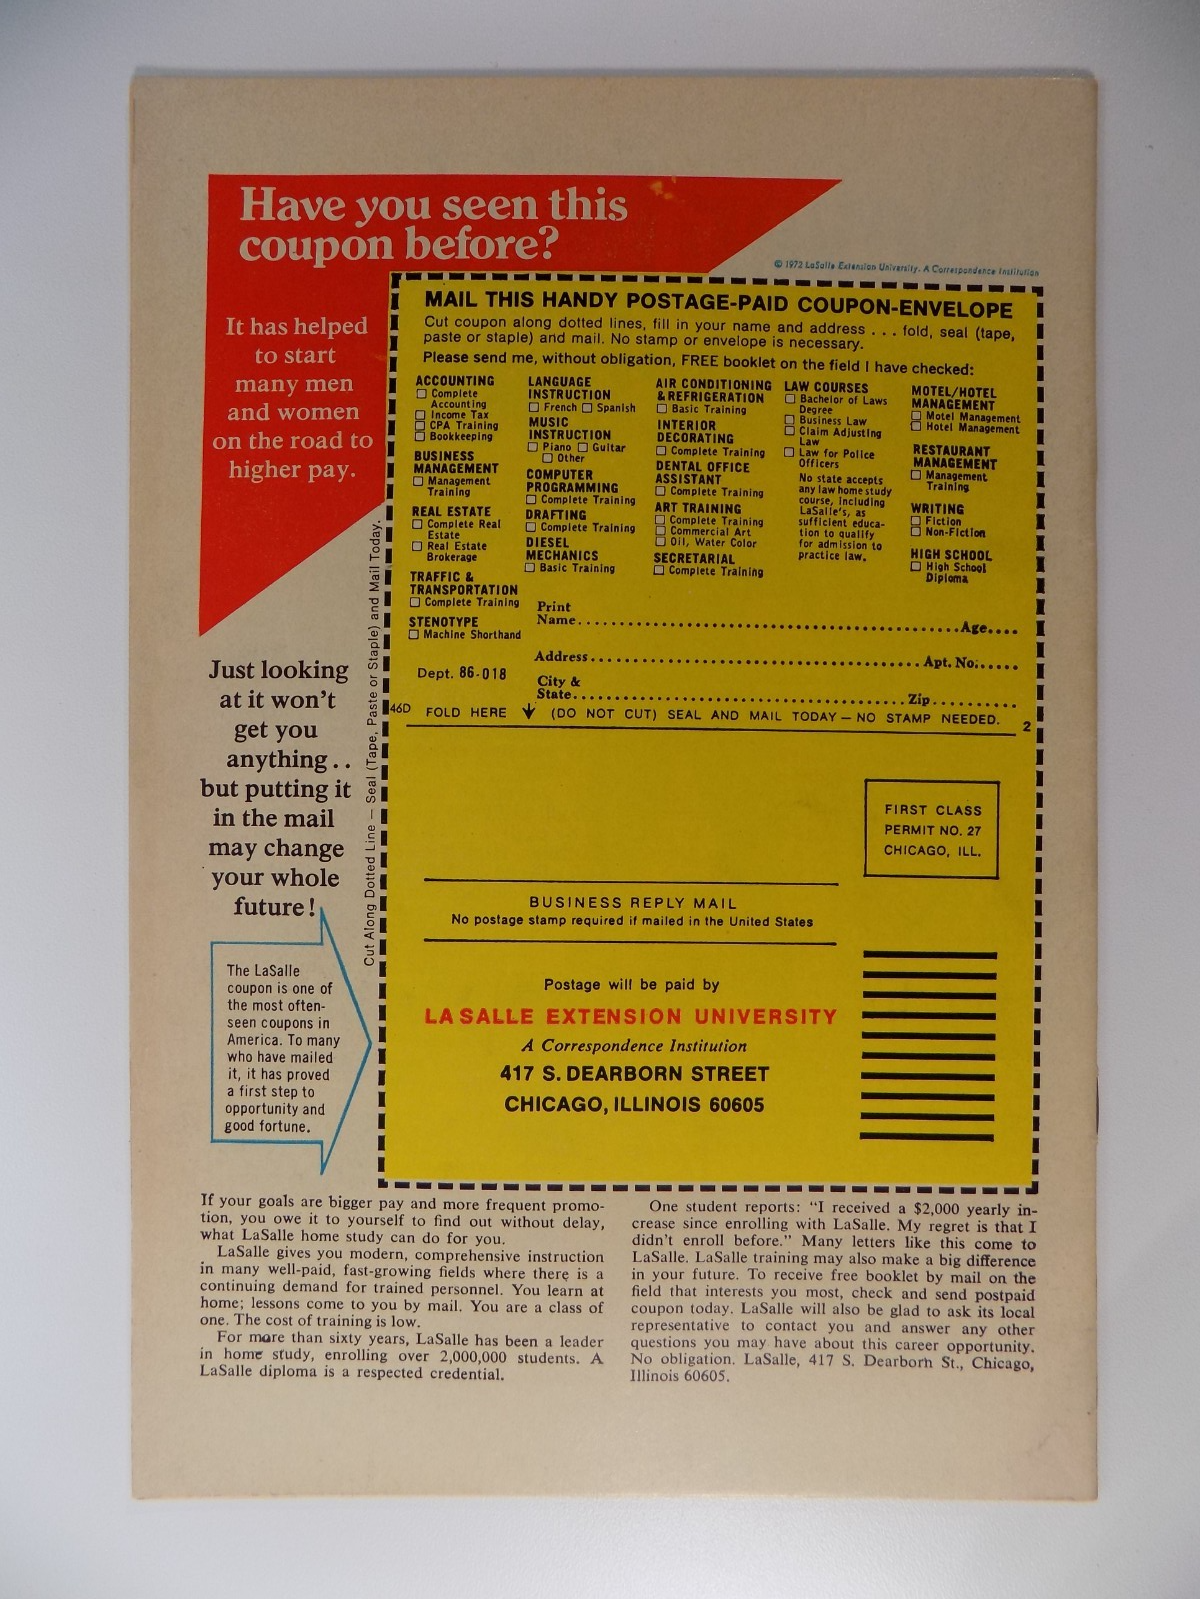 Have you seen this
coupon before?
© 1972 LaSalle Extension University. A Correspondence Institution
It has helped
to start
many men
and women
on the road to
higher pay.
Just looking
at it won't
get you
anything . .
but putting it
in the mail
may change
your whole
future!
The LaSalle
coupon is one of
the most often-
seen coupons in
America. To many
who have mailed
it, it has proved
a first step to
opportunity and
good fortune.
Cut Along Dotted Line — Seal (Tape, Paste or Staple) and Mail Today.
MAIL THIS HANDY POSTAGE-PAID COUPON-ENVELOPE
Cut coupon along dotted lines, fill in your name and address . . . fold, seal (tape,
paste or staple) and mail. No stamp or envelope is necessary.
Please send me, without obligation, FREE booklet on the field I have checked:
ACCOUNTING
Complete
Accounting
Income Tax
CPA Training
Bookkeeping
BUSINESS
MANAGEMENT
Management
Training
REAL ESTATE
Complete Real
Estate
Real Estate
Brokerage
TRAFFIC &
TRANSPORTATION
Complete Training
STENOTYPE
Machine Shorthand
LANGUAGE
INSTRUCTION
French Spanish
MUSIC
INSTRUCTION
Piano Guitar
Other
COMPUTER
PROGRAMMING
Complete Training
DRAFTING
Complete Training
DIESEL
MECHANICS
Basic Training
AIR CONDITIONING
& REFRIGERATION
Basic Training
INTERIOR
DECORATING
Complete Training
DENTAL OFFICE
ASSISTANT
Complete Training
ART TRAINING
Complete Training
Commercial Art
Oil, Water Color
SECRETARIAL
Complete Training
LAW COURSES
Bachelor of Laws
Degree
Business Law
Claim Adjusting
Law
Law for Police
Officers
No state accepts
any law home study
course, including
LaSalle's, as
sufficient educa-
tion to qualify
for admission to
practice law.
MOTEL/HOTEL
MANAGEMENT
Motel Management
Hotel Management
RESTAURANT
MANAGEMENT
Management
Training
WRITING
Fiction
Non-Fiction
HIGH SCHOOL
High School
Diploma
Print
Name Age
Address Apt. No.
Dept. 86-018
City &
State Zip
46D FOLD HERE (DO NOT CUT) SEAL AND MAIL TODAY — NO STAMP NEEDED. 2
FIRST CLASS
PERMIT NO. 27
CHICAGO, ILL.
BUSINESS REPLY MAIL
No postage stamp required if mailed in the United States
Postage will be paid by
LA SALLE EXTENSION UNIVERSITY
A Correspondence Institution
417 S. DEARBORN STREET
CHICAGO, ILLINOIS 60605
If your goals are bigger pay and more frequent promo-
tion, you owe it to yourself to find out without delay,
what LaSalle home study can do for you.
LaSalle gives you modern, comprehensive instruction
in many well-paid, fast-growing fields where there is a
continuing demand for trained personnel. You learn at
home; lessons come to you by mail. You are a class of
one. The cost of training is low.
For more than sixty years, LaSalle has been a leader
in home study, enrolling over 2,000,000 students. A
LaSalle diploma is a respected credential.
One student reports: "I received a $2,000 yearly in-
crease since enrolling with LaSalle. My regret is that I
didn't enroll before." Many letters like this come to
LaSalle. LaSalle training may also make a big difference
in your future. To receive free booklet by mail on the
field that interests you most, check and send postpaid
coupon today. LaSalle will also be glad to ask its local
representative to contact you and answer any other
questions you may have about this career opportunity.
No obligation. LaSalle, 417 S. Dearborn St., Chicago,
Illinois 60605.